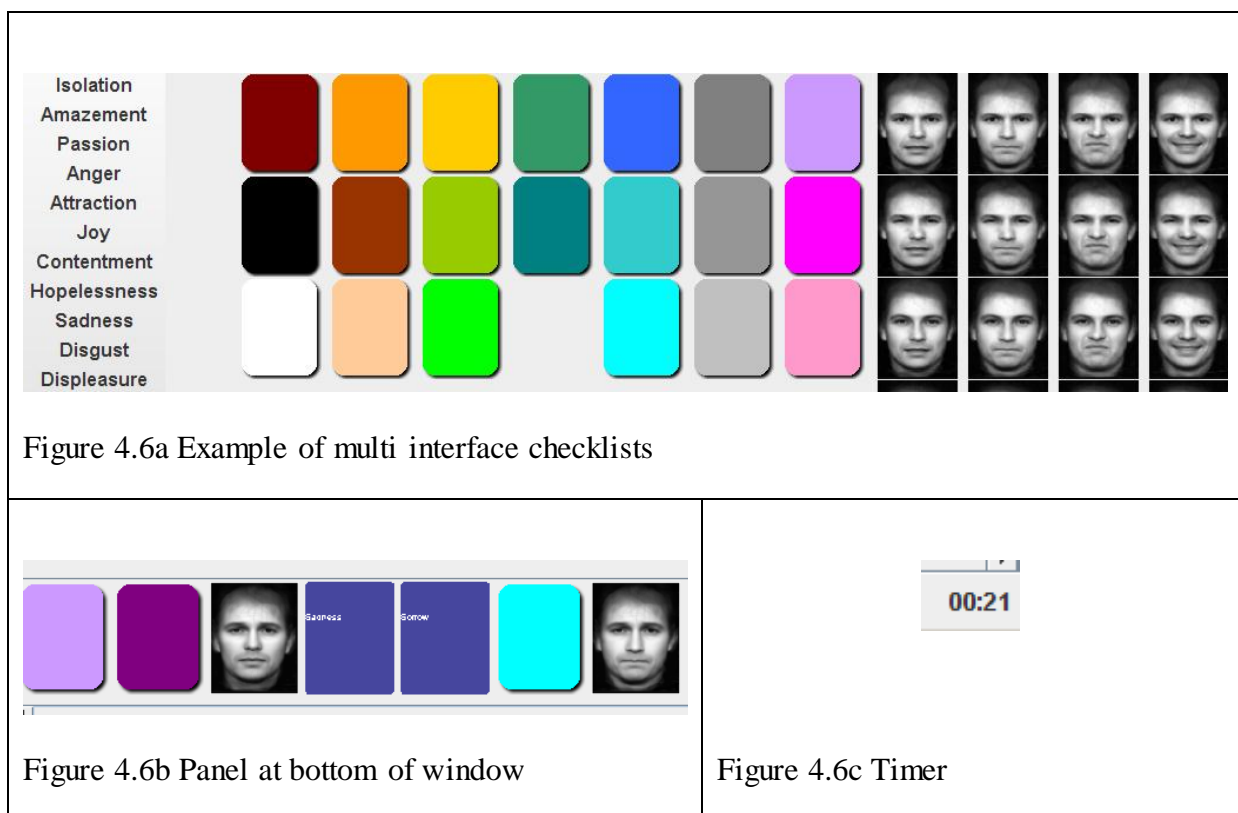 Isolation
Amazement
Passion
Anger
Attraction
Joy
Contentment
Hopelessness
Sadness
Disgust
Displeasure
Figure 4.6a Example of multi interface checklists
Sadness
Sorrow
Figure 4.6b Panel at bottom of window
00:21
Figure 4.6c Timer